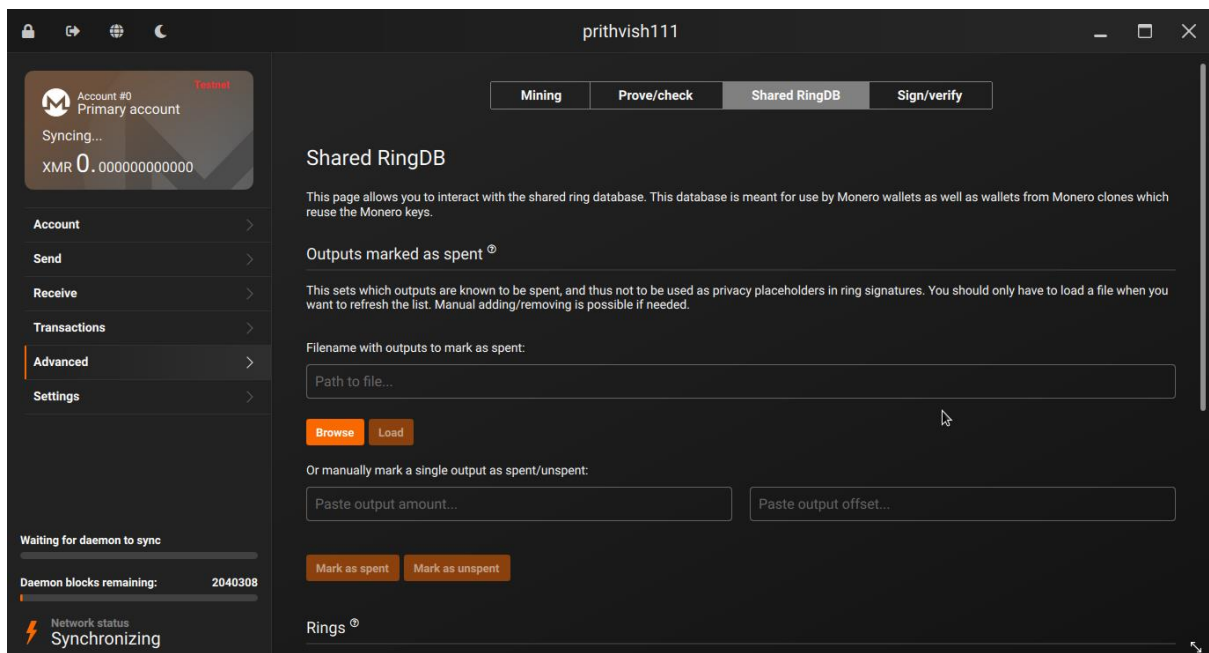 prithvish111
Testnet
Account #0
Primary account
Syncing...
XMR 0.000000000000
Account
Send
Receive
Transactions
Advanced
Settings
Waiting for daemon to sync
Daemon blocks remaining: 2040308
Network status
Synchronizing
Mining Prove/check Shared RingDB Sign/verify
Shared RingDB
This page allows you to interact with the shared ring database. This database is meant for use by Monero wallets as well as wallets from Monero clones which
reuse the Monero keys.
Outputs marked as spent ?
This sets which outputs are known to be spent, and thus not to be used as privacy placeholders in ring signatures. You should only have to load a file when you
want to refresh the list. Manual adding/removing is possible if needed.
Filename with outputs to mark as spent:
Path to file...
Browse Load
Or manually mark a single output as spent/unspent:
Paste output amount... Paste output offset...
Mark as spent Mark as unspent
Rings ?